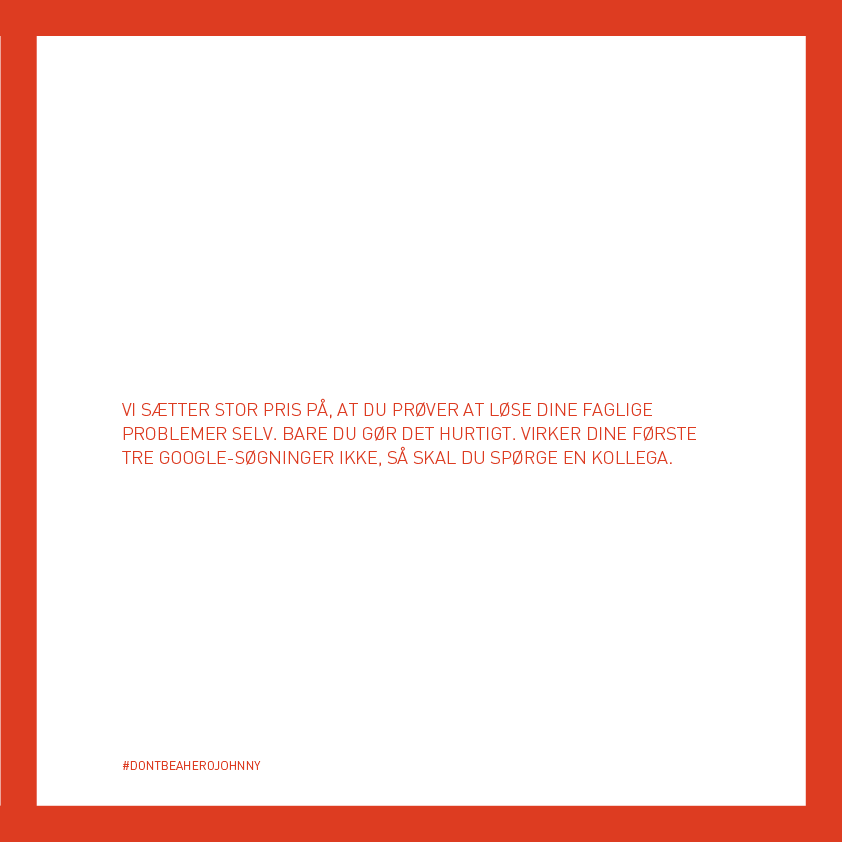 VI SÆTTER STOR PRIS PÅ, AT DU PRØVER AT LØSE DINE FAGLIGE
PROBLEMER SELV. BARE DU GØR DET HURTIGT. VIRKER DINE FØRSTE
TRE GOOGLE-SØGNINGER IKKE, SÅ SKAL DU SPØRGE EN KOLLEGA.
#DONTBEAHEROJOHNNY